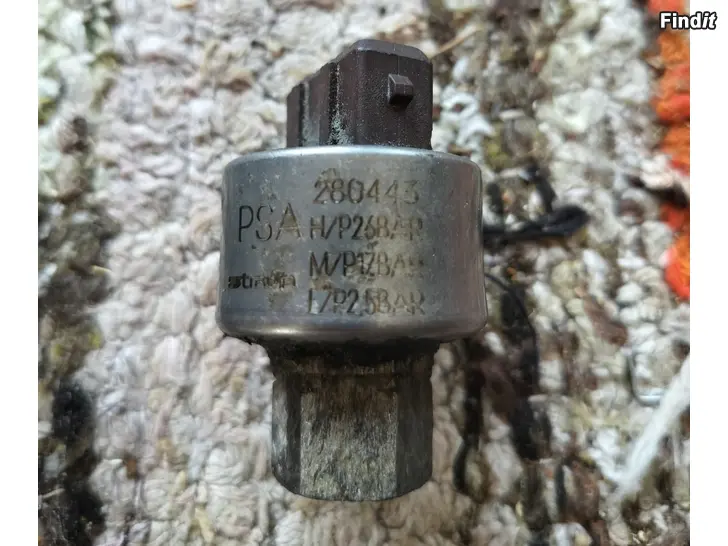 Findit
280443
PSA H/P26BAR
M/P17BAR
L/P2.5BAR